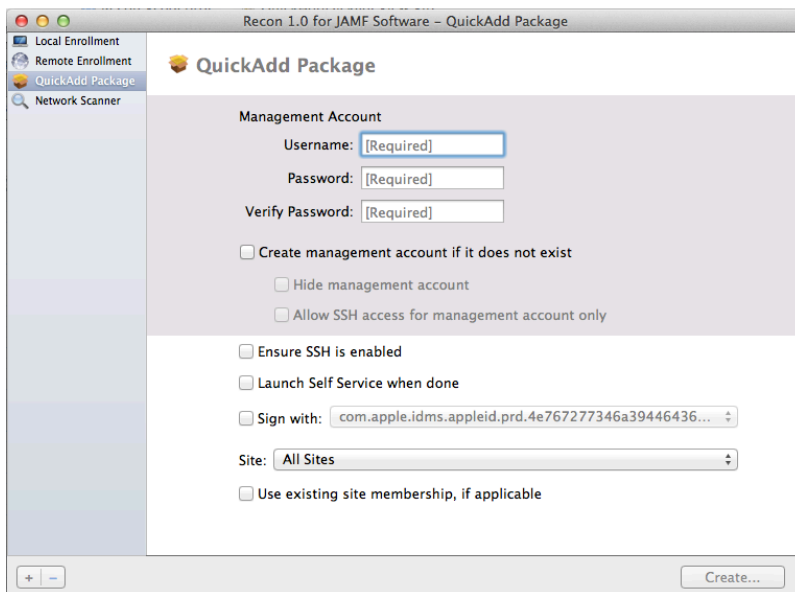 Recon 1.0 for JAMF Software – QuickAdd Package
Local Enrollment
Remote Enrollment
QuickAdd Package
Network Scanner
QuickAdd Package
Management Account
Username: [Required]
Password: [Required]
Verify Password: [Required]
Create management account if it does not exist
Hide management account
Allow SSH access for management account only
Ensure SSH is enabled
Launch Self Service when done
Sign with: com.apple.idms.appleid.prd.4e767277346a39446436...
Site: All Sites
Use existing site membership, if applicable
+ – Create...